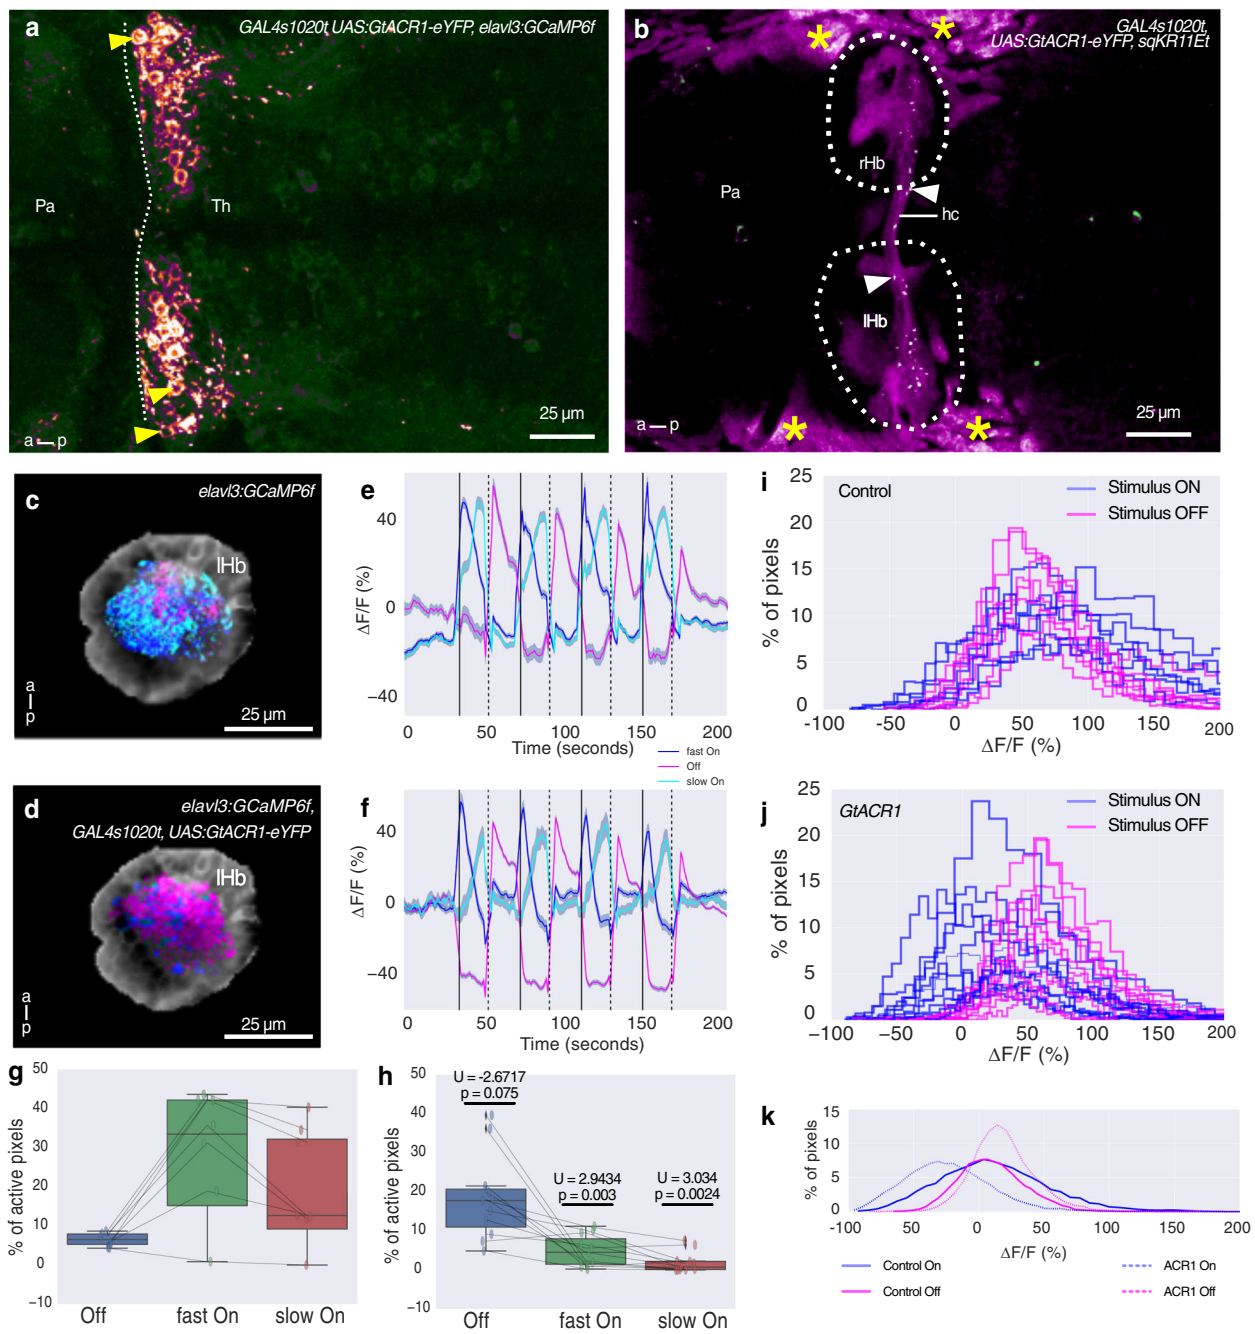 a
GAL4s1020t UAS:GtACR1-eYFP, elavl3:GCaMP6f
Pa
Th
a
p
25 µm
b
GAL4s1020t,
UAS:GtACR1-eYFP, sqKR11Et
*
*
rHb
Pa
hc
lHb
*
*
a
p
25 µm
c
elavl3:GCaMP6f
lHb
a
p
25 µm
e
40
0
−40
ΔF/F (%)
0
50
100
150
200
Time (seconds)
fast On
Off
slow On
i
Control
Stimulus ON
Stimulus OFF
25
20
15
10
5
0
% of pixels
-100
-50
0
50
100
150
200
ΔF/F (%)
d
elavl3:GCaMP6f,
GAL4s1020t, UAS:GtACR1-eYFP
lHb
a
p
25 µm
f
40
0
−40
ΔF/F (%)
0
50
100
150
200
Time (seconds)
j
GtACR1
Stimulus ON
Stimulus OFF
25
20
15
10
5
0
% of pixels
−100
-50
0
50
100
150
200
ΔF/F (%)
g
50
40
30
20
10
0
−10
% of active pixels
Off
fast On
slow On
h
50
40
30
20
10
0
−10
% of active pixels
U = -2.6717
p = 0.075
U = 2.9434
p = 0.003
U = 3.034
p = 0.0024
Off
fast On
slow On
k
15
10
5
0
% of pixels
−100
−50
0
50
100
150
200
ΔF/F (%)
Control On
Control Off
ACR1 On
ACR1 Off